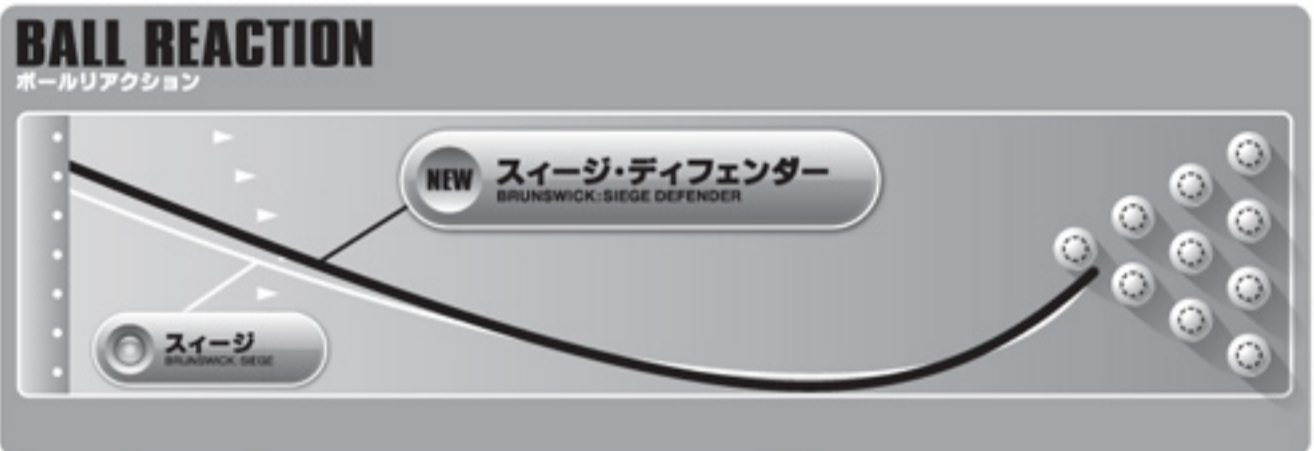 BALL REACTION
ボールリアクション
NEW
スィージ・ディフェンダー
BRUNSWICK:SIEGE DEFENDER
スィージ
BRUNSWICK:SIEGE